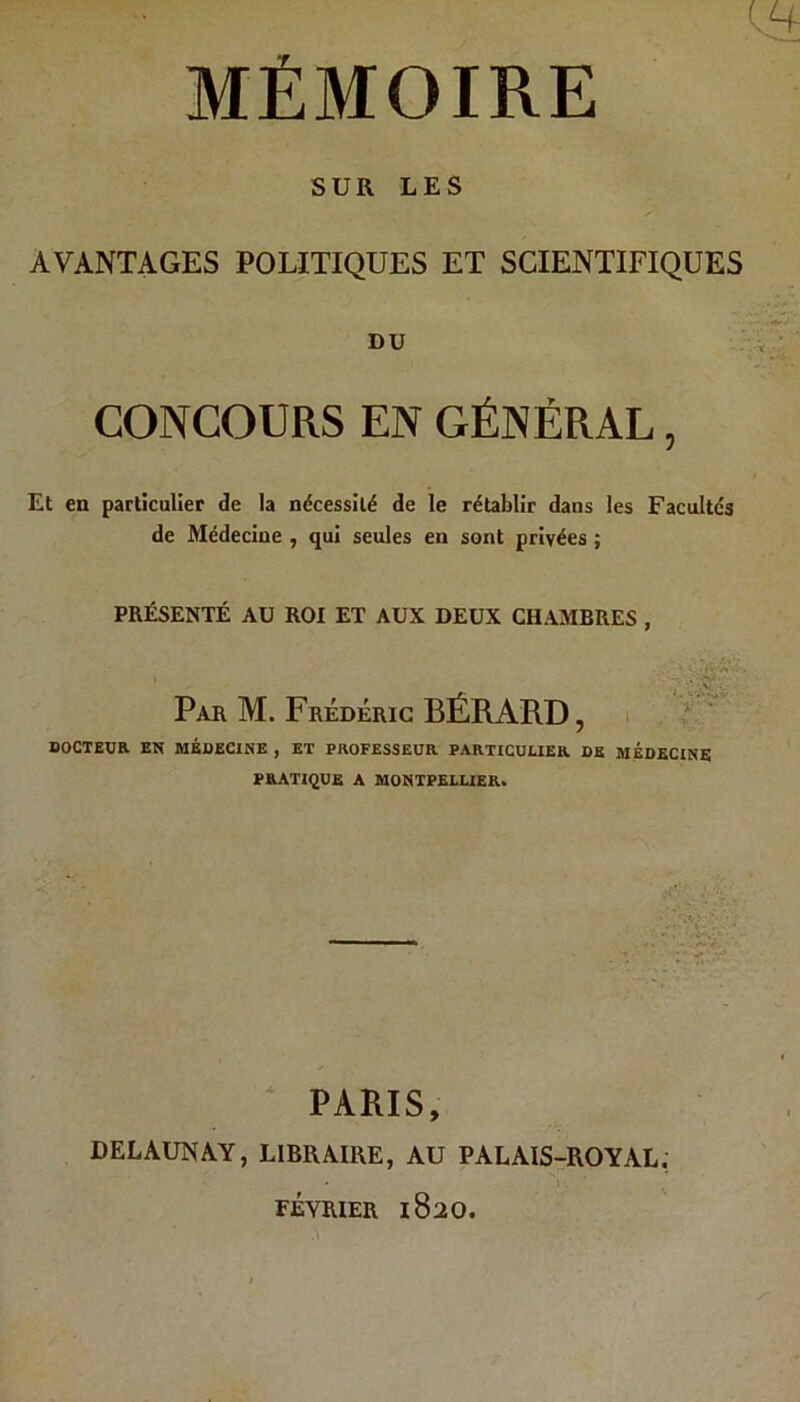 (4
MÉMOIRE
SUR LES
AVANTAGES POLITIQUES ET SCIENTIFIQUES
DU
CONCOURS EN GÉNÉRAL,
Et en particulier de la nécessité de le rétablir dans les Facultés
de Médecine, qui seules en sont privées ;
PRÉSENTÉ AU ROI ET AUX DEUX CHAMBRES,
PAR M. FRÉDÉRIC BÉRARD,
DOCTEUR EN MÉDECINE, ET PROFESSEUR PARTICULIER DE MÉDECINE
PRATIQUE A MONTPELLIER.
PARIS,
DELAUNAY, LIBRAIRE, AU PALAIS-ROYAL.
FÉVRIER 1820.